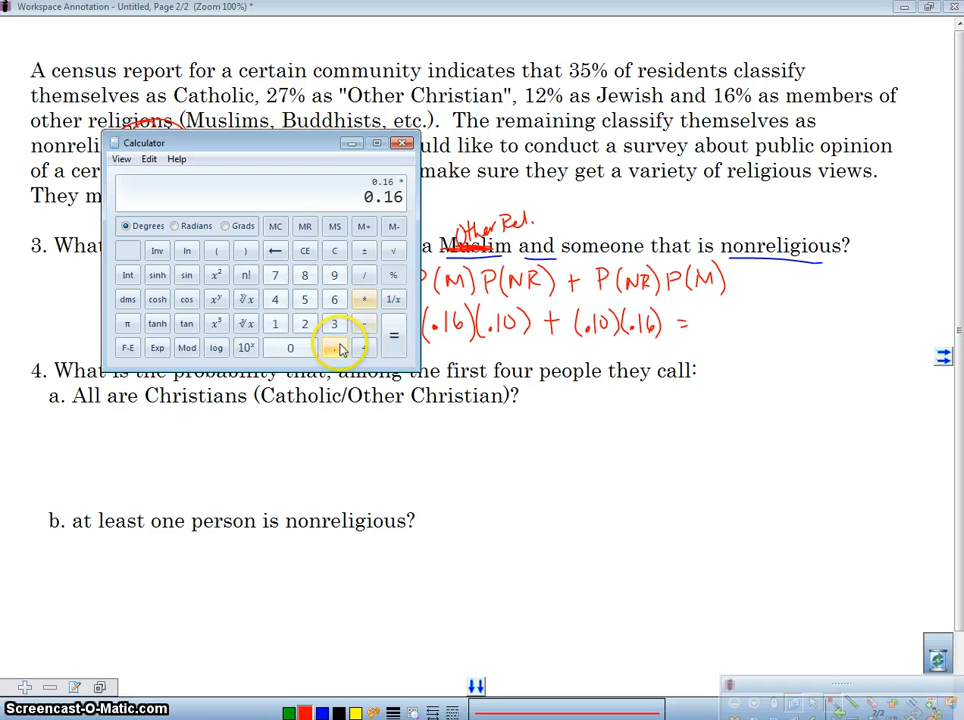 Workspace Annotation - Untitled, Page 2/2 (Zoom 100%) *
A census report for a certain community indicates that 35% of residents classify
themselves as Catholic, 27% as "Other Christian", 12% as Jewish and 16% as members of
other religions (Muslims, Buddhists, etc.). The remaining classify themselves as
nonreli uld like to conduct a survey about public opinion
of a cer make sure they get a variety of religious views.
They m
Calculator
View Edit Help
0.16 *
0.16
Degrees Radians Grads MC MR MS M+ M-
Inv ln ( ) ← CE C ± √
Int sinh sin x² n! 7 8 9 / %
dms cosh cos xʸ ʸ√x 4 5 6 * 1/x
π tanh tan x³ ³√x 1 2 3 - =
F-E Exp Mod log 10ˣ 0 . +
Other Rel.
3. What a Muslim and someone that is nonreligious?
P(M)P(NR) + P(NR)P(M)
(.16)(.10) + (.10)(.16) =
4. What is the probability that, among the first four people they call:
a. All are Christians (Catholic/Other Christian)?
b. at least one person is nonreligious?
2/2
Screencast-O-Matic.com